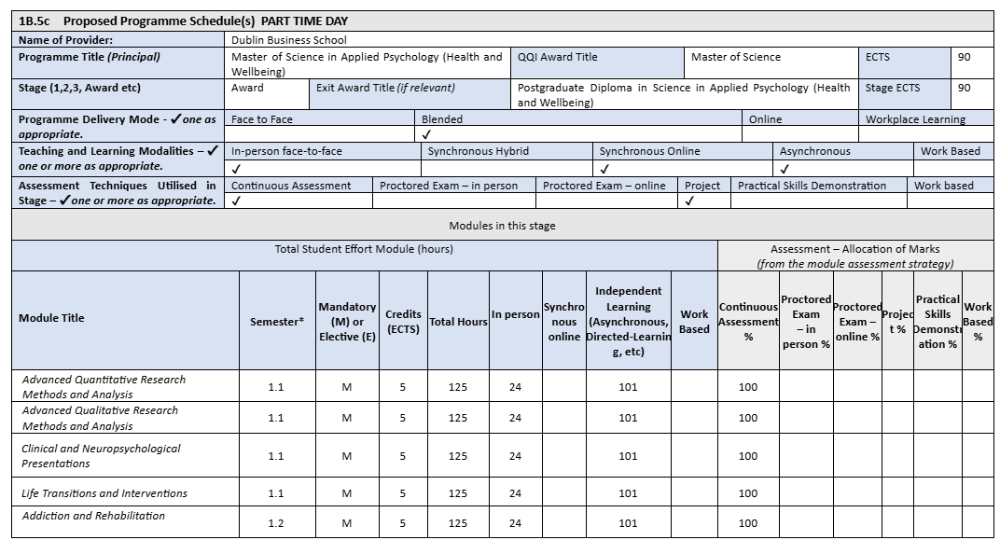 1B.5c Proposed Programme Schedule(s) PART TIME DAY
Name of Provider: Dublin Business School
Programme Title (Principal) Master of Science in Applied Psychology (Health and Wellbeing) QQI Award Title Master of Science ECTS 90
Stage (1,2,3, Award etc) Award Exit Award Title (if relevant) Postgraduate Diploma in Science in Applied Psychology (Health and Wellbeing) Stage ECTS 90
Programme Delivery Mode - ✓one as appropriate. Face to Face Blended Online Workplace Learning
✓
Teaching and Learning Modalities – ✓ one or more as appropriate. In-person face-to-face Synchronous Hybrid Synchronous Online Asynchronous Work Based
✓ ✓ ✓
Assessment Techniques Utilised in Stage – ✓one or more as appropriate. Continuous Assessment Proctored Exam – in person Proctored Exam – online Project Practical Skills Demonstration Work based
✓ ✓
Modules in this stage
Total Student Effort Module (hours) Assessment – Allocation of Marks
(from the module assessment strategy)
Module Title Semester* Mandatory (M) or Elective (E) Credits (ECTS) Total Hours In person Synchro nous online Independent Learning (Asynchronous, Directed-Learnin g, etc) Work Based Continuous Assessment % Proctored Exam – in person % Proctored Exam – online % Projec t % Practical Skills Demonstr ation % Work Based %
Advanced Quantitative Research Methods and Analysis 1.1 M 5 125 24 101 100
Advanced Qualitative Research Methods and Analysis 1.1 M 5 125 24 101 100
Clinical and Neuropsychological Presentations 1.1 M 5 125 24 101 100
Life Transitions and Interventions 1.1 M 5 125 24 101 100
Addiction and Rehabilitation 1.2 M 5 125 24 101 100